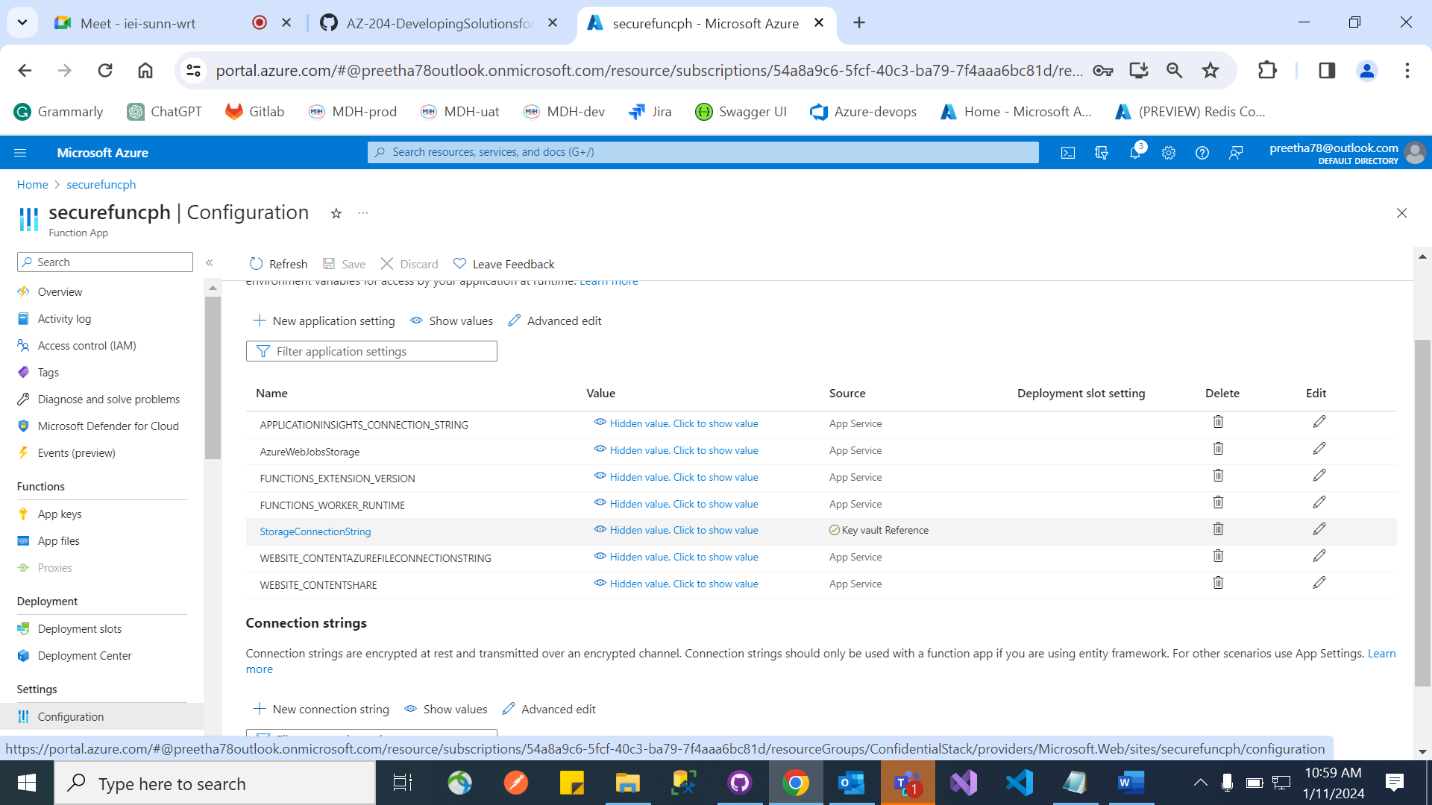 Meet - iei-sunn-wrt
AZ-204-DevelopingSolutionsfor
securefuncph - Microsoft Azure
portal.azure.com/#@preetha78outlook.onmicrosoft.com/resource/subscriptions/54a8a9c6-5fcf-40c3-ba79-7f4aaa6bc81d/re...
Grammarly
ChatGPT
Gitlab
MDH-prod
MDH-uat
MDH-dev
Jira
Swagger UI
Azure-devops
Home - Microsoft A...
(PREVIEW) Redis Co...
Microsoft Azure
Search resources, services, and docs (G+/)
3
preetha78@outlook.com
DEFAULT DIRECTORY
Home > securefuncph
securefuncph | Configuration
Function App
Search
Refresh Save Discard Leave Feedback
Overview
Activity log
Access control (IAM)
Tags
Diagnose and solve problems
Microsoft Defender for Cloud
Events (preview)
Functions
App keys
App files
Proxies
Deployment
Deployment slots
Deployment Center
Settings
Configuration
environment variables for access by your application at runtime. Learn more
New application setting Show values Advanced edit
Filter application settings
Name Value Source Deployment slot setting Delete Edit
APPLICATIONINSIGHTS_CONNECTION_STRING Hidden value. Click to show value App Service
AzureWebJobsStorage Hidden value. Click to show value App Service
FUNCTIONS_EXTENSION_VERSION Hidden value. Click to show value App Service
FUNCTIONS_WORKER_RUNTIME Hidden value. Click to show value App Service
StorageConnectionString Hidden value. Click to show value Key vault Reference
WEBSITE_CONTENTAZUREFILECONNECTIONSTRING Hidden value. Click to show value App Service
WEBSITE_CONTENTSHARE Hidden value. Click to show value App Service
Connection strings
Connection strings are encrypted at rest and transmitted over an encrypted channel. Connection strings should only be used with a function app if you are using entity framework. For other scenarios use App Settings. Learn
more
New connection string Show values Advanced edit
https://portal.azure.com/#@preetha78outlook.onmicrosoft.com/resource/subscriptions/54a8a9c6-5fcf-40c3-ba79-7f4aaa6bc81d/resourceGroups/ConfidentialStack/providers/Microsoft.Web/sites/securefuncph/configuration
Type here to search
1
10:59 AM
1/11/2024